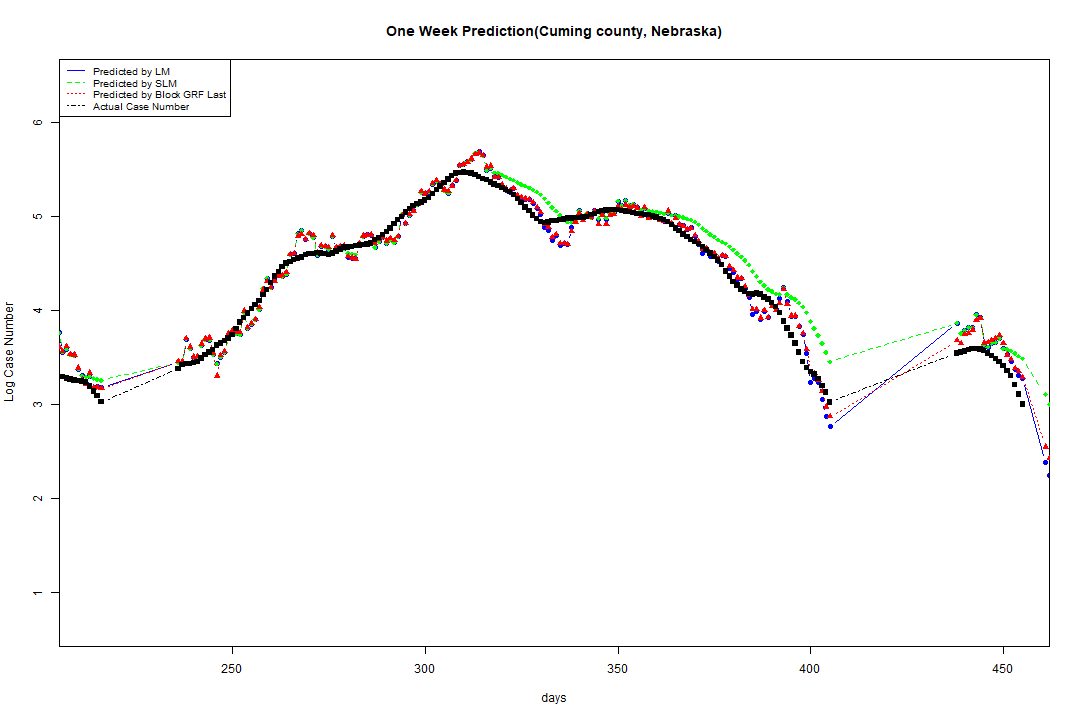 One Week Prediction(Cuming county, Nebraska)
Predicted by LM
Predicted by SLM
Predicted by Block GRF Last
Actual Case Number
6
5
4
3
2
1
Log Case Number
250 300 350 400 450
days